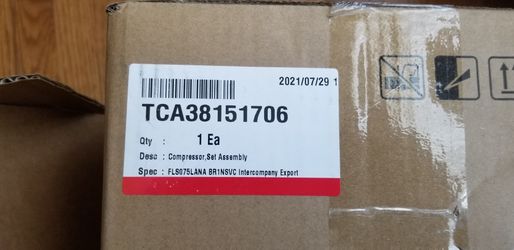 2021/07/29 1
TCA38151706
Qty : 1 Ea
Desc : Compressor,Set Assembly
Spec : FLS075LANA BR1NSVC Intercompany Export